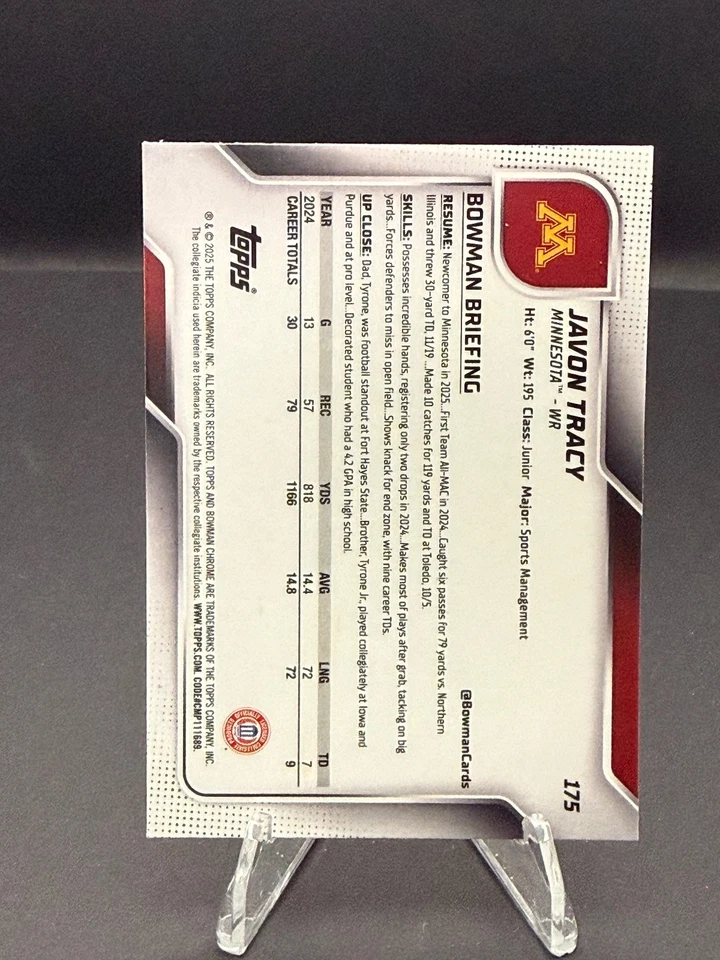 M
JAVON TRACY
MINNESOTA™ - WR
Ht: 6'0" Wt: 195 Class: Junior Major: Sports Management
175
BOWMAN BRIEFING
@BowmanCards
RESUME: Newcomer to Minnesota in 2025...First Team All-MAC in 2024...Caught six passes for 79 yards vs. Northern
Illinois and threw 30-yard TD, 11/19 ...Made 10 catches for 119 yards and TD at Toledo, 10/5.
SKILLS: Possesses incredible hands, registering only two drops in 2024...Makes most of plays after grab, tacking on big
yards...Forces defenders to miss in open field...Shows knack for end zone, with nine career TDs.
UP CLOSE: Dad, Tyrone, was football standout at Fort Hayes State...Brother, Tyrone Jr., played collegiately at Iowa and
Purdue and at pro level...Decorated student who had a 4.2 GPA in high school.
YEAR G REC YDS AVG LNG TD
2024 13 57 818 14.4 72 7
CAREER TOTALS 30 79 1166 14.8 72 9
topps®
® & © 2025 THE TOPPS COMPANY, INC. ALL RIGHTS RESERVED. TOPPS AND BOWMAN CHROME ARE TRADEMARKS OF THE TOPPS COMPANY, INC.
The collegiate indicia used herein are trademarks owned by the respective collegiate institutions. WWW.TOPPS.COM. CODE#CMP111689.